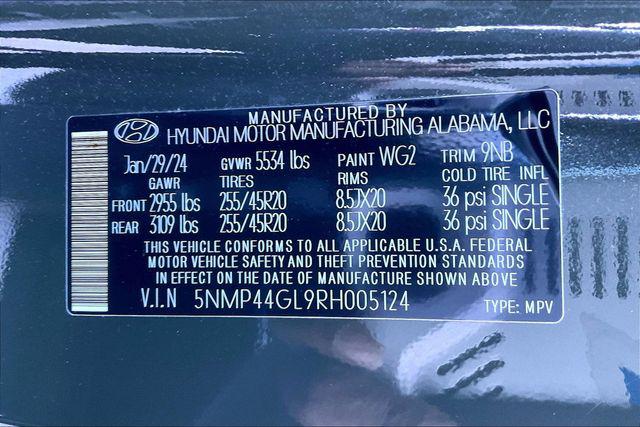 MANUFACTURED BY
HYUNDAI MOTOR MANUFACTURING ALABAMA, LLC
Jan/29/24 GVWR 5534 lbs PAINT WG2 TRIM 9NB
GAWR TIRES RIMS COLD TIRE INFL
FRONT 2955 lbs 255/45R20 8.5JX20 36 psi SINGLE
REAR 3109 lbs 255/45R20 8.5JX20 36 psi SINGLE
THIS VEHICLE CONFORMS TO ALL APPLICABLE U.S.A. FEDERAL
MOTOR VEHICLE SAFETY AND THEFT PREVENTION STANDARDS
IN EFFECT ON THE DATE OF MANUFACTURE SHOWN ABOVE
V.I.N 5NMP44GL9RH005124 TYPE: MPV